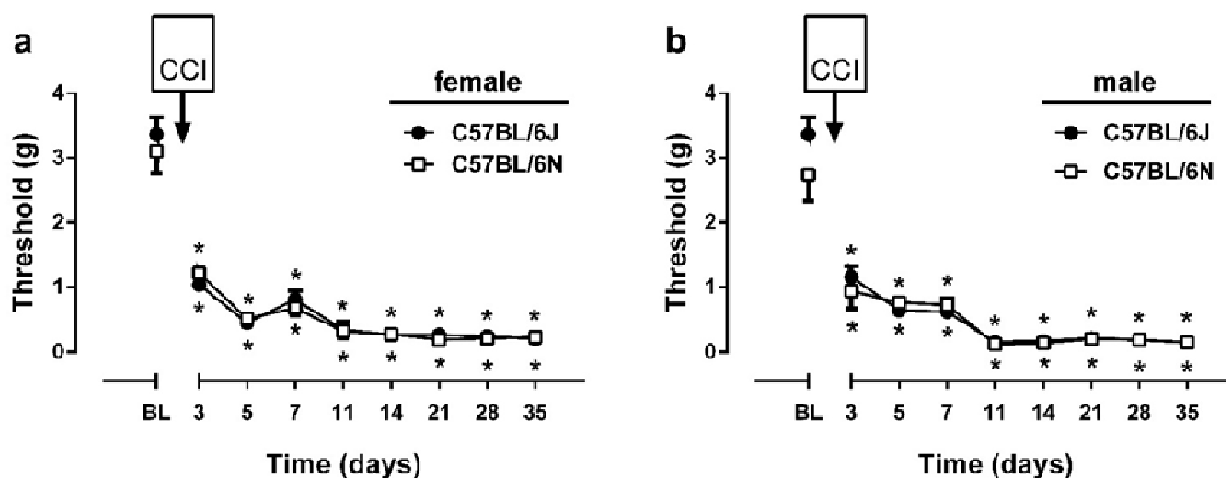 a
CCI
female
C57BL/6J
C57BL/6N
Threshold (g)
4
3
2
1
0
* * * * * * * *
* * * * * * * *
BL 3 5 7 11 14 21 28 35
Time (days)
b
CCI
male
C57BL/6J
C57BL/6N
Threshold (g)
4
3
2
1
0
* * * * * * * *
* * * * * * * *
BL 3 5 7 11 14 21 28 35
Time (days)